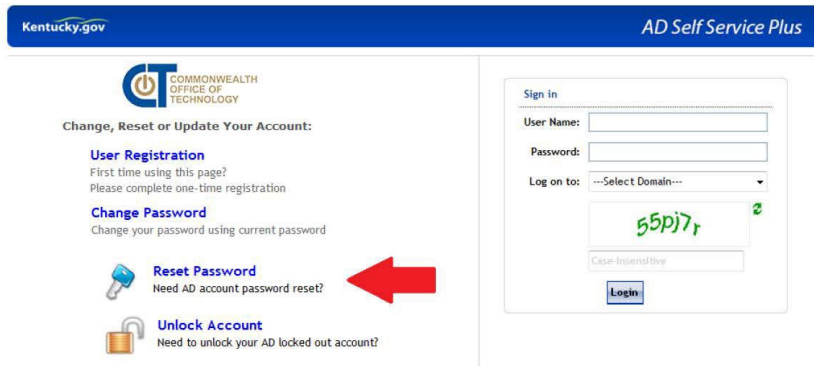 Kentucky.gov
AD Self Service Plus
COT
COMMONWEALTH
OFFICE OF
TECHNOLOGY
Change, Reset or Update Your Account:
User Registration
First time using this page?
Please complete one-time registration
Change Password
Change your password using current password
Reset Password
Need AD account password reset?
Unlock Account
Need to unlock your AD locked out account?
Sign in
User Name:
Password:
Log on to: ---Select Domain---
55pj7r
Case-Insensitive
Login